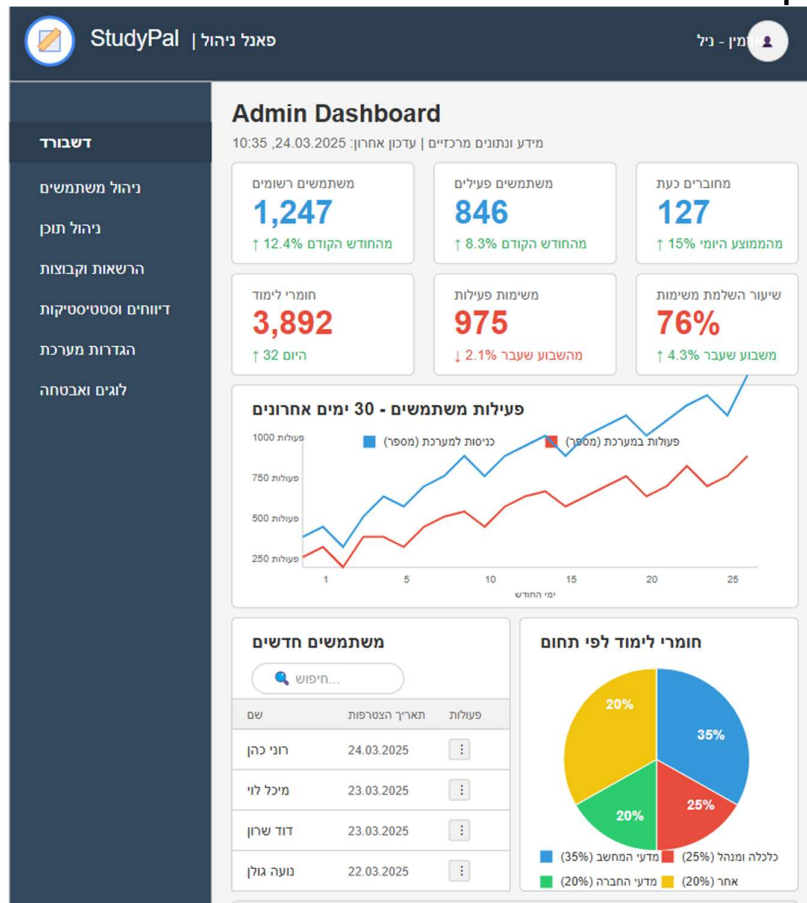 StudyPal | פאנל ניהול
אדמין - ניל
דשבורד
ניהול משתמשים
ניהול תוכן
הרשאות וקבוצות
דיווחים וסטטיסטיקות
הגדרות מערכת
לוגים ואבטחה
Admin Dashboard
מידע ונתונים מרכזיים | עדכון אחרון: 24.03.2025, 10:35
משתמשים רשומים
1,247
↑ 12.4% מהחודש הקודם
משתמשים פעילים
846
↑ 8.3% מהחודש הקודם
מחוברים כעת
127
↑ 15% מהממוצע היומי
חומרי לימוד
3,892
↑ 32 היום
משימות פעילות
975
↓ 2.1% מהשבוע שעבר
שיעור השלמת משימות
76%
↑ 4.3% משבוע שעבר
פעילות משתמשים - 30 ימים אחרונים
כניסות למערכת (מספר)
פעולות במערכת (מספר)
1000 פעולות
750 פעולות
500 פעולות
250 פעולות
1 5 10 15 20 25
ימי החודש
משתמשים חדשים
חיפוש...
שם תאריך הצטרפות פעולות
רוני כהן 24.03.2025
מיכל לוי 23.03.2025
דוד שרון 23.03.2025
נועה גולן 22.03.2025
חומרי לימוד לפי תחום
20%
35%
25%
20%
מדעי המחשב (35%)
כלכלה ומנהל (25%)
מדעי החברה (20%)
אחר (20%)